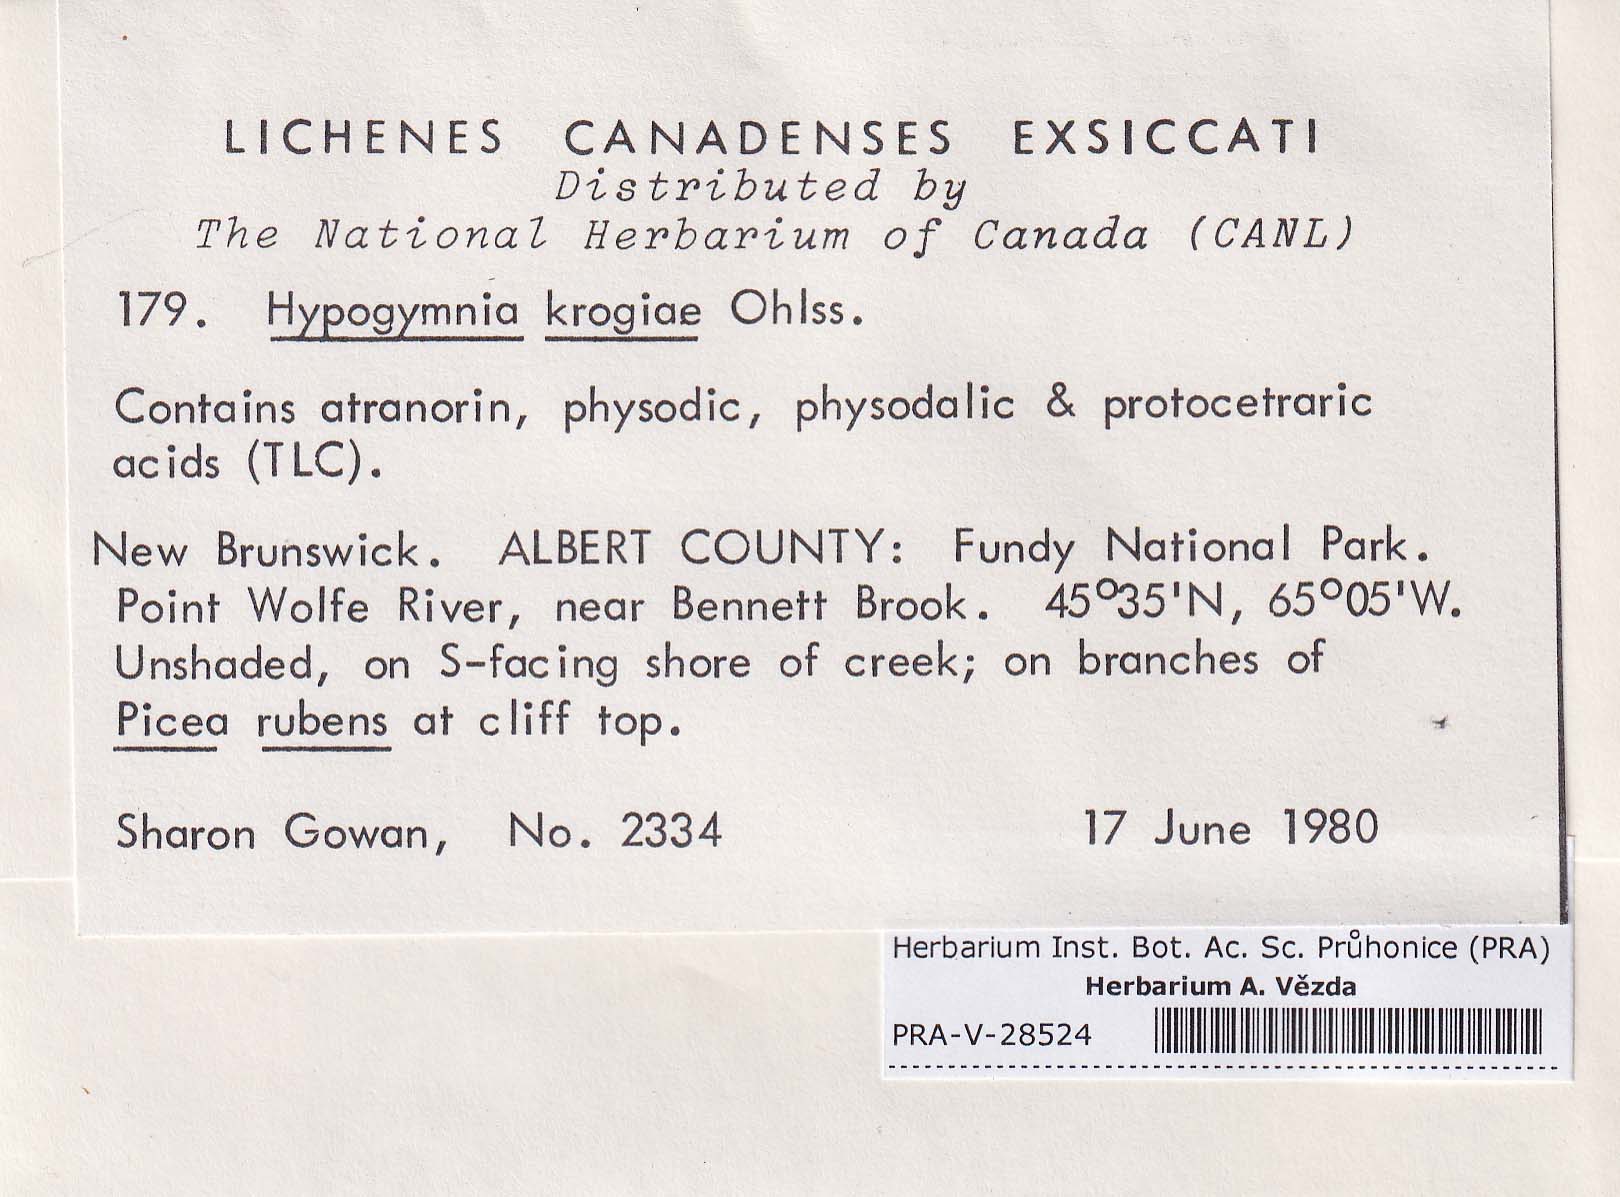 LICHENES CANADENSES EXSICCATI
Distributed by
The National Herbarium of Canada (CANL)
179. Hypogymnia krogiae Ohlss.
Contains atranorin, physodic, physodalic & protocetraric
acids (TLC).
New Brunswick. ALBERT COUNTY: Fundy National Park.
Point Wolfe River, near Bennett Brook. 45°35'N, 65°05'W.
Unshaded, on S-facing shore of creek; on branches of
Picea rubens at cliff top.
Sharon Gowan, No. 2334 17 June 1980
Herbarium Inst. Bot. Ac. Sc. Průhonice (PRA)
Herbarium A. Vězda
PRA-V-28524